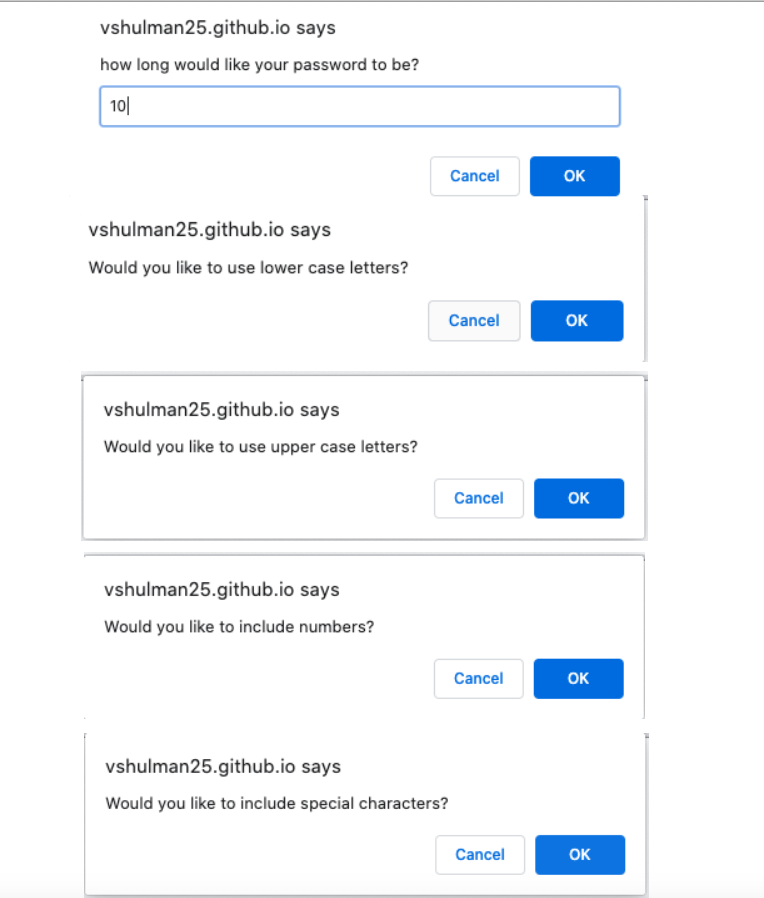 vshulman25.github.io says
how long would like your password to be?
10
Cancel OK
vshulman25.github.io says
Would you like to use lower case letters?
Cancel OK
vshulman25.github.io says
Would you like to use upper case letters?
Cancel OK
vshulman25.github.io says
Would you like to include numbers?
Cancel OK
vshulman25.github.io says
Would you like to include special characters?
Cancel OK